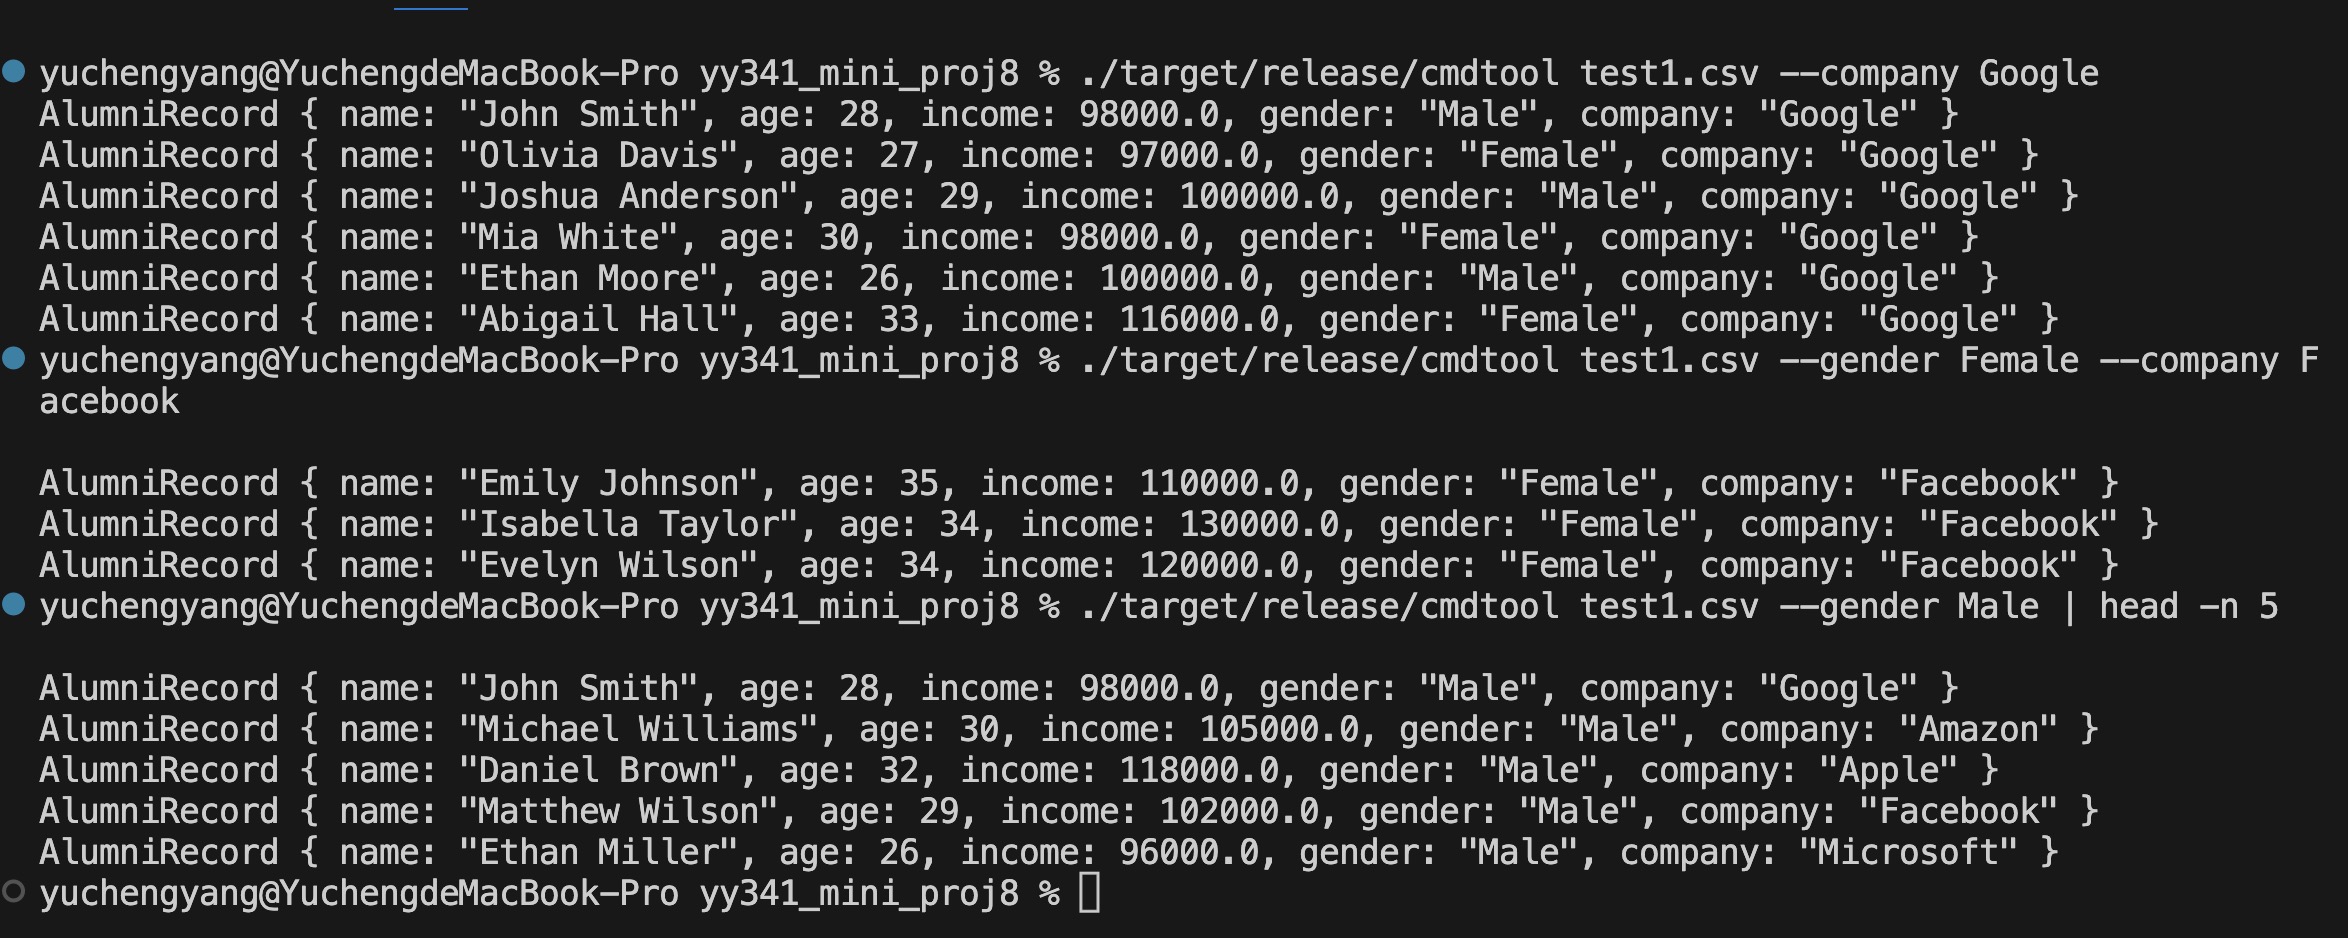 yuchengyang@YuchengdeMacBook-Pro yy341_mini_proj8 % ./target/release/cmdtool test1.csv --company Google
AlumniRecord { name: "John Smith", age: 28, income: 98000.0, gender: "Male", company: "Google" }
AlumniRecord { name: "Olivia Davis", age: 27, income: 97000.0, gender: "Female", company: "Google" }
AlumniRecord { name: "Joshua Anderson", age: 29, income: 100000.0, gender: "Male", company: "Google" }
AlumniRecord { name: "Mia White", age: 30, income: 98000.0, gender: "Female", company: "Google" }
AlumniRecord { name: "Ethan Moore", age: 26, income: 100000.0, gender: "Male", company: "Google" }
AlumniRecord { name: "Abigail Hall", age: 33, income: 116000.0, gender: "Female", company: "Google" }
yuchengyang@YuchengdeMacBook-Pro yy341_mini_proj8 % ./target/release/cmdtool test1.csv --gender Female --company F
acebook
AlumniRecord { name: "Emily Johnson", age: 35, income: 110000.0, gender: "Female", company: "Facebook" }
AlumniRecord { name: "Isabella Taylor", age: 34, income: 130000.0, gender: "Female", company: "Facebook" }
AlumniRecord { name: "Evelyn Wilson", age: 34, income: 120000.0, gender: "Female", company: "Facebook" }
yuchengyang@YuchengdeMacBook-Pro yy341_mini_proj8 % ./target/release/cmdtool test1.csv --gender Male | head -n 5
AlumniRecord { name: "John Smith", age: 28, income: 98000.0, gender: "Male", company: "Google" }
AlumniRecord { name: "Michael Williams", age: 30, income: 105000.0, gender: "Male", company: "Amazon" }
AlumniRecord { name: "Daniel Brown", age: 32, income: 118000.0, gender: "Male", company: "Apple" }
AlumniRecord { name: "Matthew Wilson", age: 29, income: 102000.0, gender: "Male", company: "Facebook" }
AlumniRecord { name: "Ethan Miller", age: 26, income: 96000.0, gender: "Male", company: "Microsoft" }
yuchengyang@YuchengdeMacBook-Pro yy341_mini_proj8 %